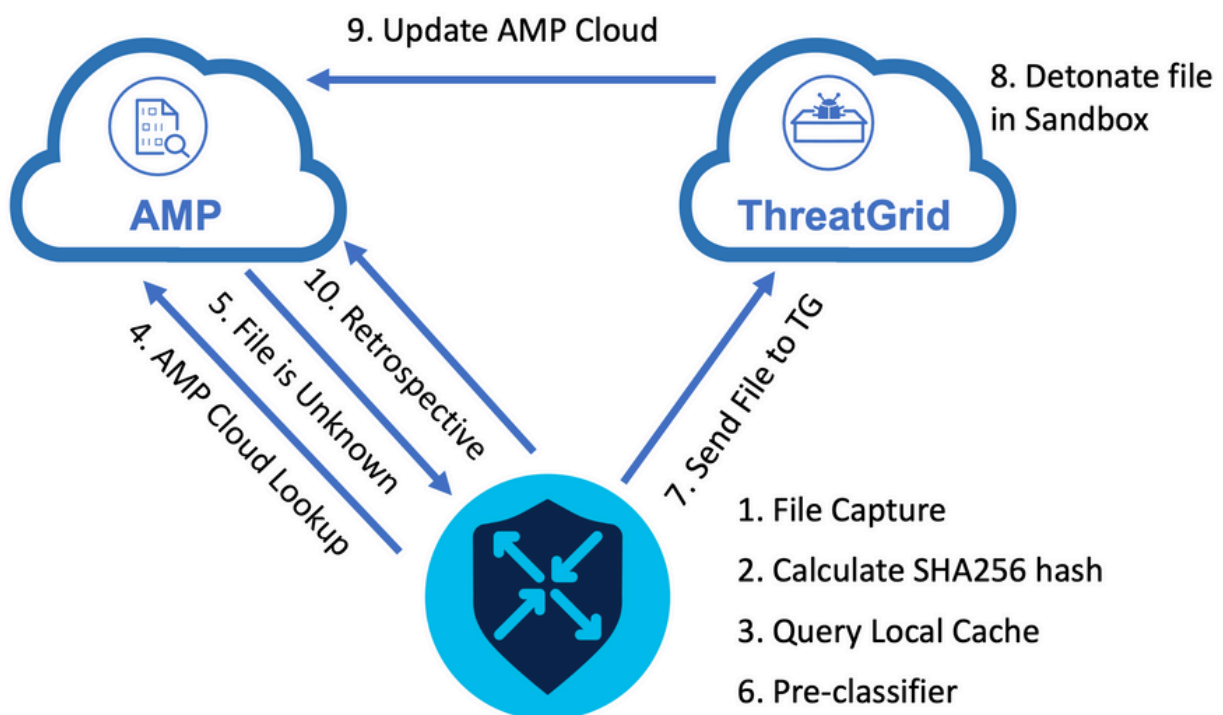 9. Update AMP Cloud
8. Detonate file
in Sandbox
AMP
ThreatGrid
4. AMP Cloud Lookup
5. File is Unknown
10. Retrospective
7. Send File to TG
1. File Capture
2. Calculate SHA256 hash
3. Query Local Cache
6. Pre-classifier